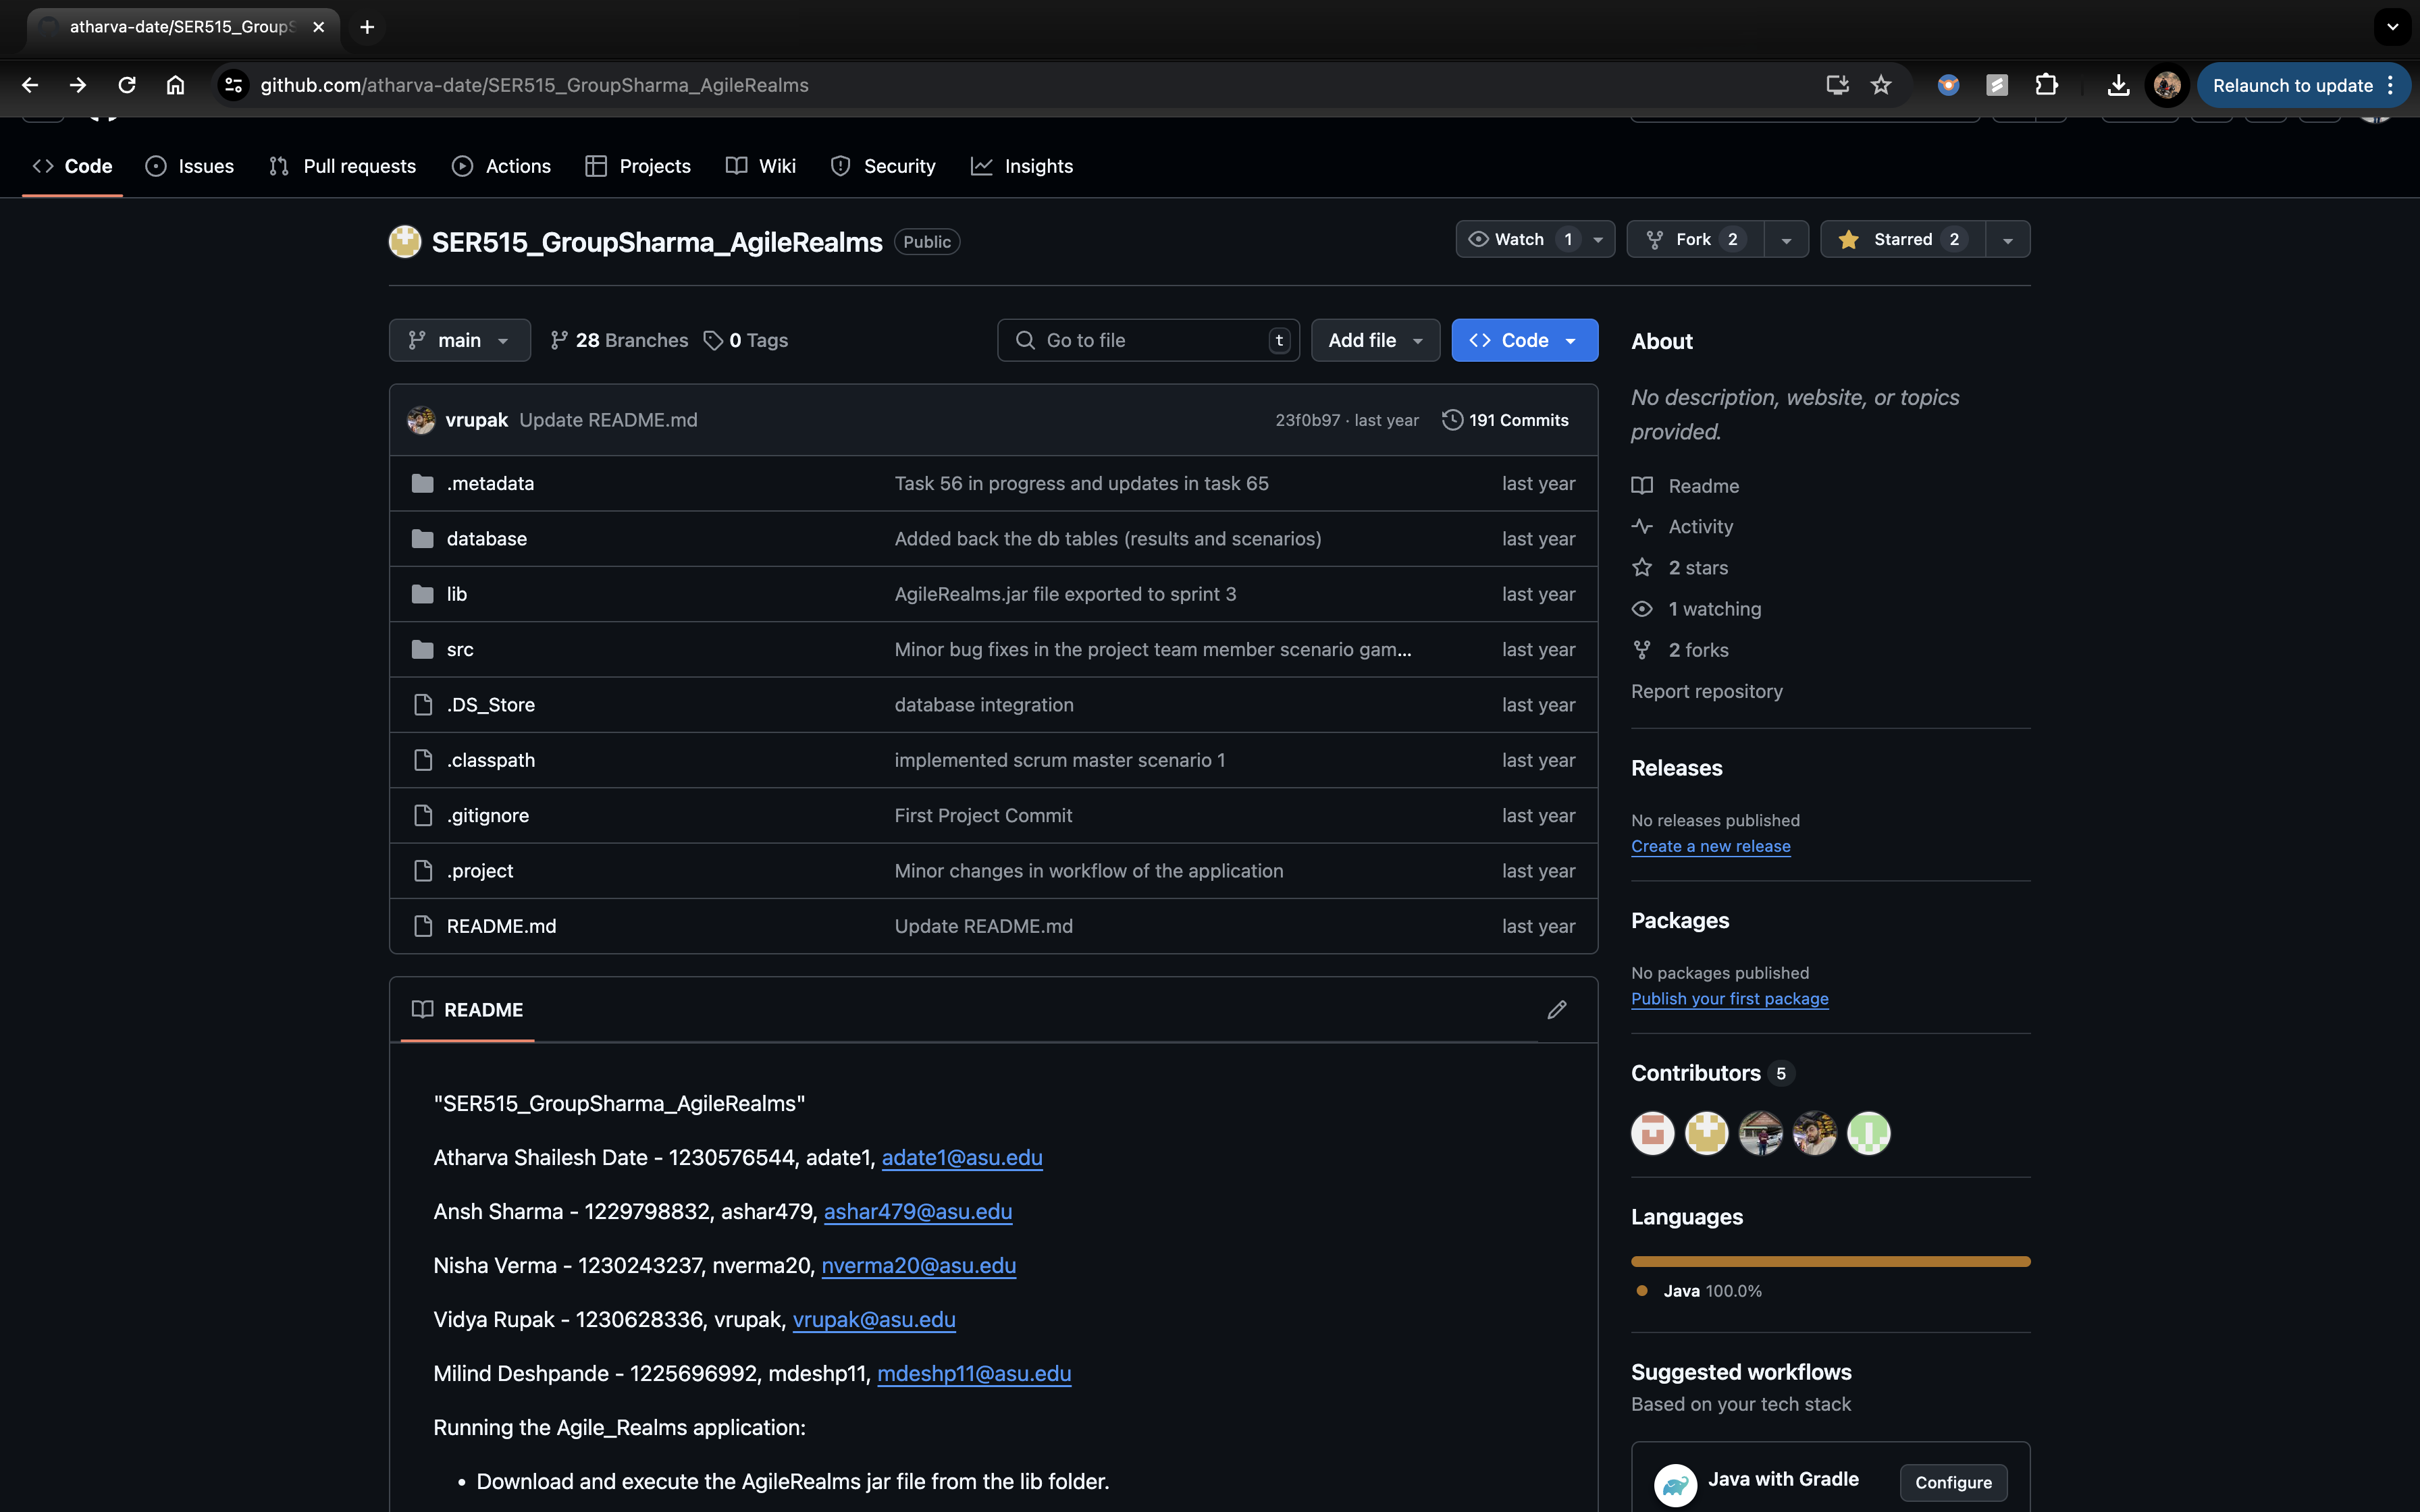 atharva-date/SER515_GroupS
github.com/atharva-date/SER515_GroupSharma_AgileRealms
Relaunch to update
Code Issues Pull requests Actions Projects Wiki Security Insights
SER515_GroupSharma_AgileRealms Public
Watch 1 Fork 2 Starred 2
main 28 Branches 0 Tags Go to file t Add file Code
vrupak Update README.md 23f0b97 · last year 191 Commits
.metadata Task 56 in progress and updates in task 65 last year
database Added back the db tables (results and scenarios) last year
lib AgileRealms.jar file exported to sprint 3 last year
src Minor bug fixes in the project team member scenario gam... last year
.DS_Store database integration last year
.classpath implemented scrum master scenario 1 last year
.gitignore First Project Commit last year
.project Minor changes in workflow of the application last year
README.md Update README.md last year
README
"SER515_GroupSharma_AgileRealms"
Atharva Shailesh Date - 1230576544, adate1, adate1@asu.edu
Ansh Sharma - 1229798832, ashar479, ashar479@asu.edu
Nisha Verma - 1230243237, nverma20, nverma20@asu.edu
Vidya Rupak - 1230628336, vrupak, vrupak@asu.edu
Milind Deshpande - 1225696992, mdeshp11, mdeshp11@asu.edu
Running the Agile_Realms application:
• Download and execute the AgileRealms jar file from the lib folder.
About
No description, website, or topics
provided.
Readme
Activity
2 stars
1 watching
2 forks
Report repository
Releases
No releases published
Create a new release
Packages
No packages published
Publish your first package
Contributors 5
Languages
Java 100.0%
Suggested workflows
Based on your tech stack
Java with Gradle Configure